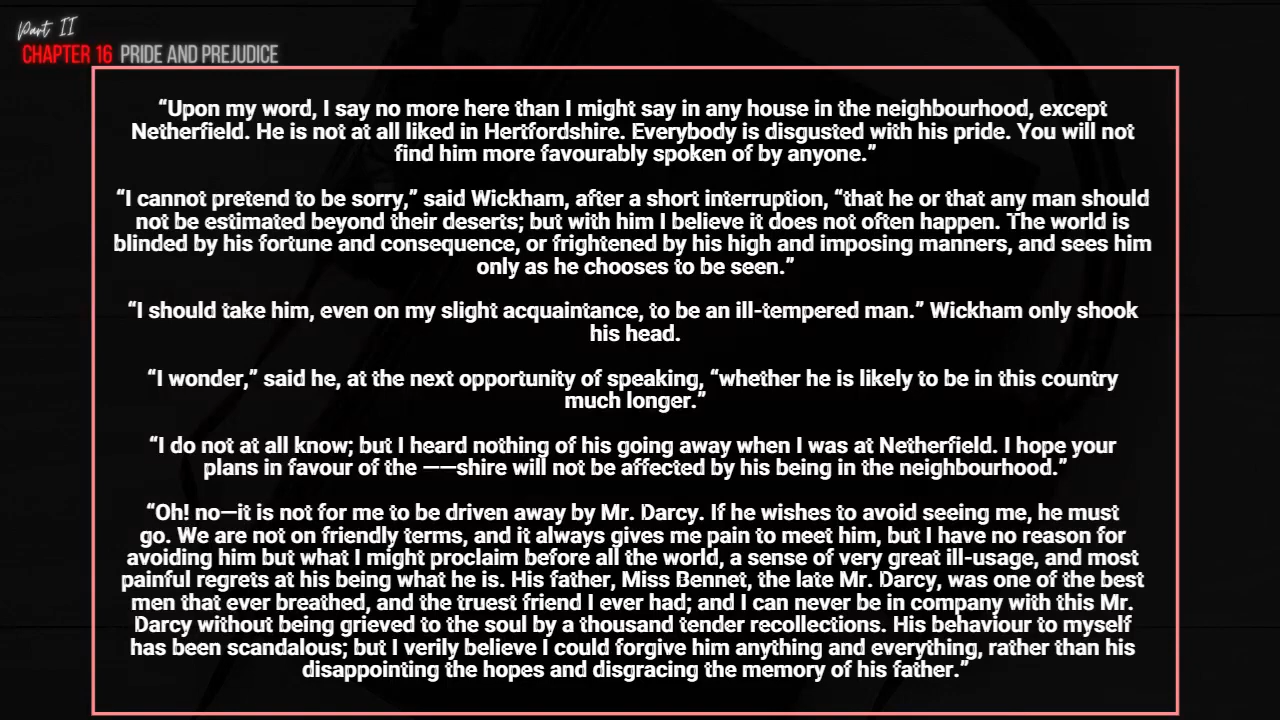 Part II
CHAPTER 16 PRIDE AND PREJUDICE
“Upon my word, I say no more here than I might say in any house in the neighbourhood, except
Netherfield. He is not at all liked in Hertfordshire. Everybody is disgusted with his pride. You will not
find him more favourably spoken of by anyone.”
“I cannot pretend to be sorry,” said Wickham, after a short interruption, “that he or that any man should
not be estimated beyond their deserts; but with him I believe it does not often happen. The world is
blinded by his fortune and consequence, or frightened by his high and imposing manners, and sees him
only as he chooses to be seen.”
“I should take him, even on my slight acquaintance, to be an ill-tempered man.” Wickham only shook
his head.
“I wonder,” said he, at the next opportunity of speaking, “whether he is likely to be in this country
much longer.”
“I do not at all know; but I heard nothing of his going away when I was at Netherfield. I hope your
plans in favour of the ——shire will not be affected by his being in the neighbourhood.”
“Oh! no—it is not for me to be driven away by Mr. Darcy. If he wishes to avoid seeing me, he must
go. We are not on friendly terms, and it always gives me pain to meet him, but I have no reason for
avoiding him but what I might proclaim before all the world, a sense of very great ill-usage, and most
painful regrets at his being what he is. His father, Miss Bennet, the late Mr. Darcy, was one of the best
men that ever breathed, and the truest friend I ever had; and I can never be in company with this Mr.
Darcy without being grieved to the soul by a thousand tender recollections. His behaviour to myself
has been scandalous; but I verily believe I could forgive him anything and everything, rather than his
disappointing the hopes and disgracing the memory of his father.”